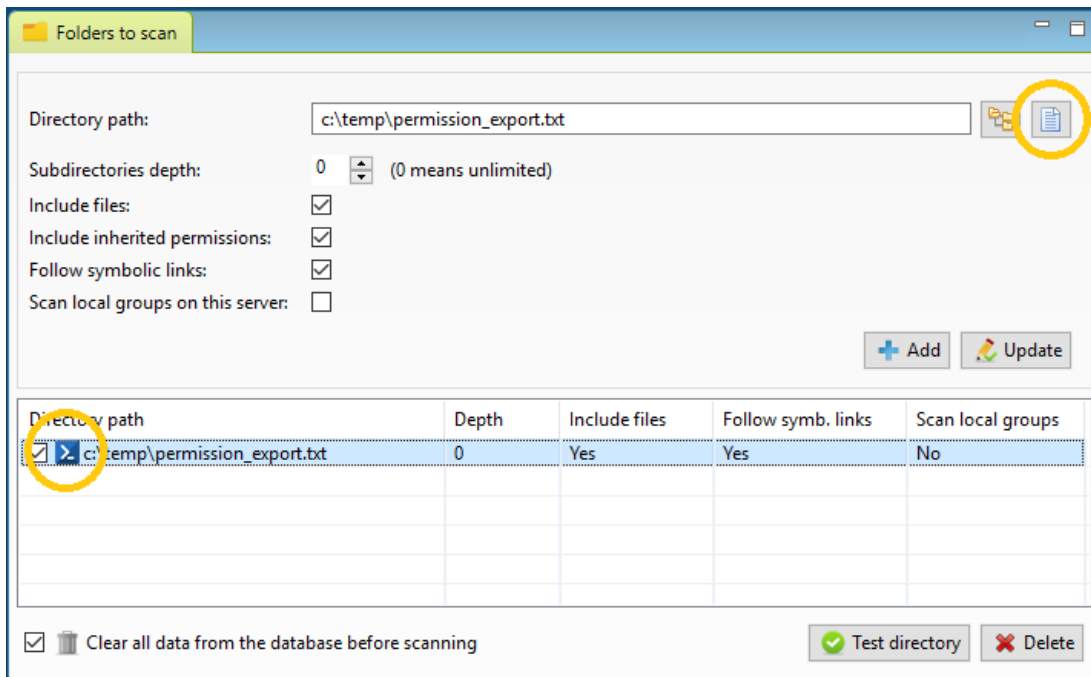 Folders to scan
Directory path: c:\temp\permission_export.txt
Subdirectories depth: 0 (0 means unlimited)
Include files:
Include inherited permissions:
Follow symbolic links:
Scan local groups on this server:
Add Update
Directory path Depth Include files Follow symb. links Scan local groups
c:\temp\permission_export.txt 0 Yes Yes No
Clear all data from the database before scanning Test directory Delete